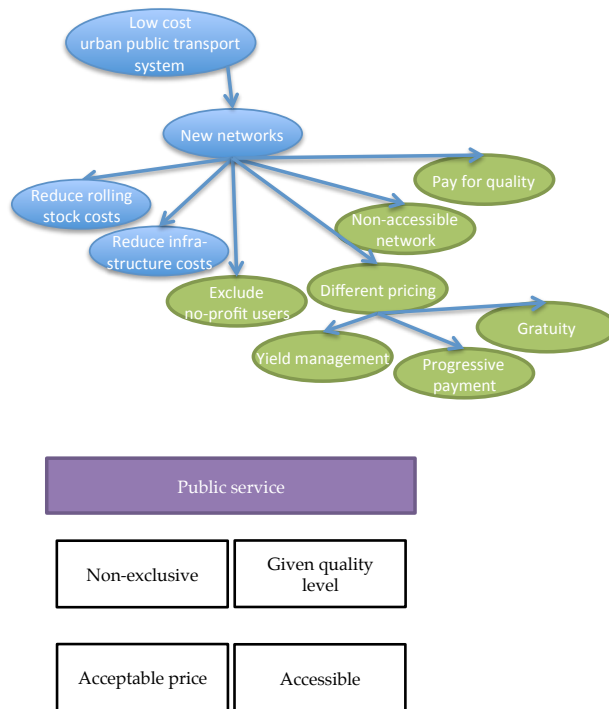 Low cost
urban public transport
system
New networks
Pay for quality
Reduce rolling
stock costs
Non-accessible
network
Reduce infra-
structure costs
Exclude
no-profit users
Different pricing
Gratuity
Yield management
Progressive
payment
Public service
Non-exclusive
Given quality
level
Acceptable price
Accessible